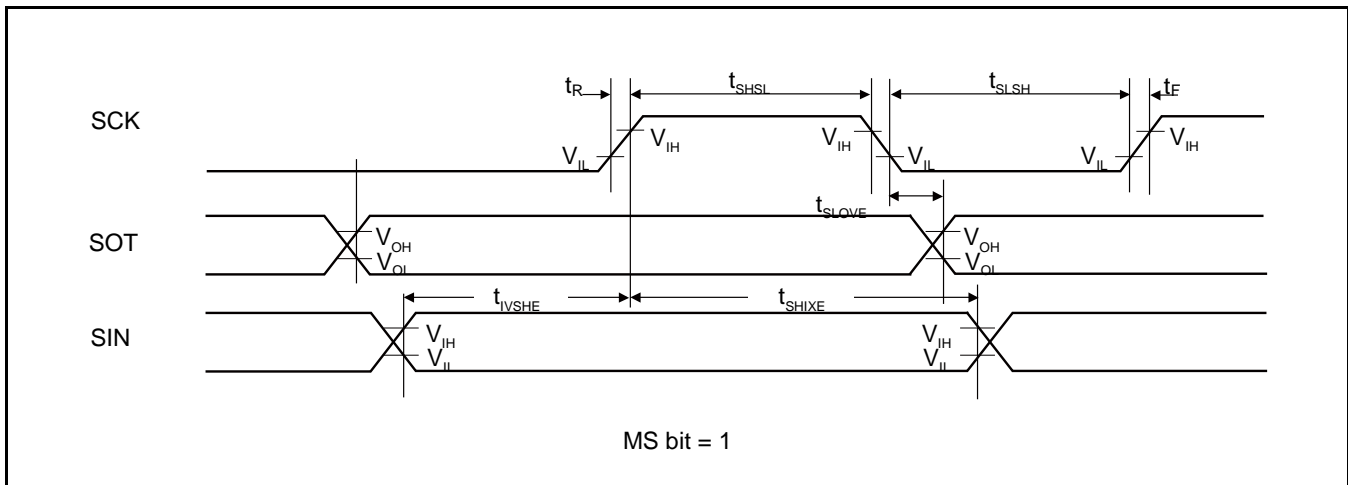 tR tSHSL tSLSH tF
SCK
VIH VIH VIH
VIL VIL VIL
tSLOVE
SOT
VOH
VOL
VOL
VOH
tIVSHE tSHIXE
SIN
VIH VIH
VIL VIL
MS bit = 1